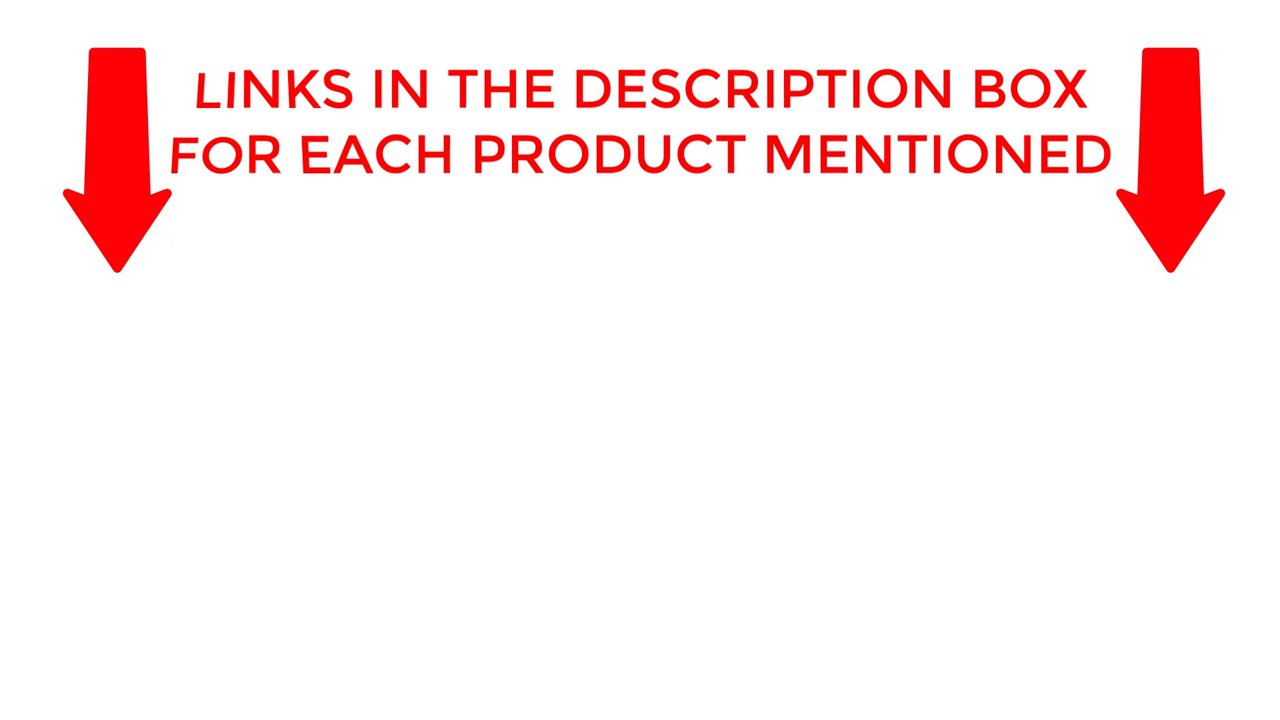 LINKS IN THE DESCRIPTION BOX
FOR EACH PRODUCT MENTIONED